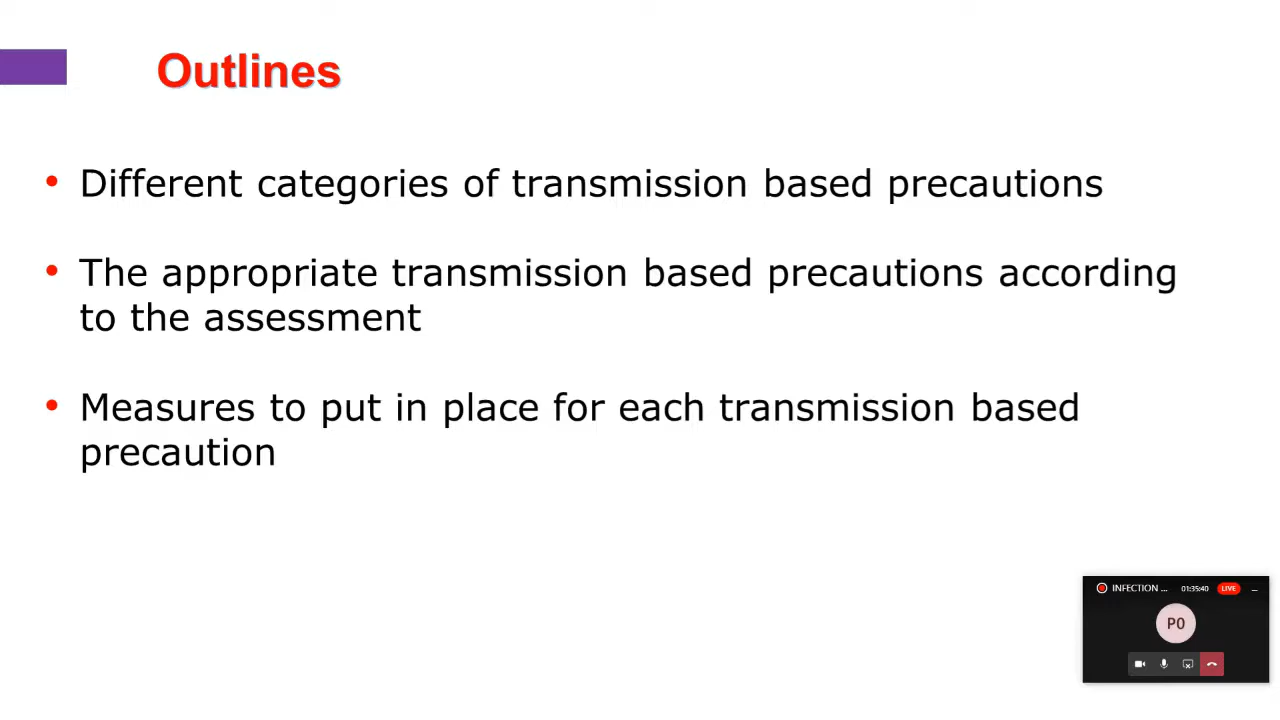 Outlines
• Different categories of transmission based precautions
• The appropriate transmission based precautions according
to the assessment
• Measures to put in place for each transmission based
precaution
INFECTION ... 01:35:40 LIVE
PO